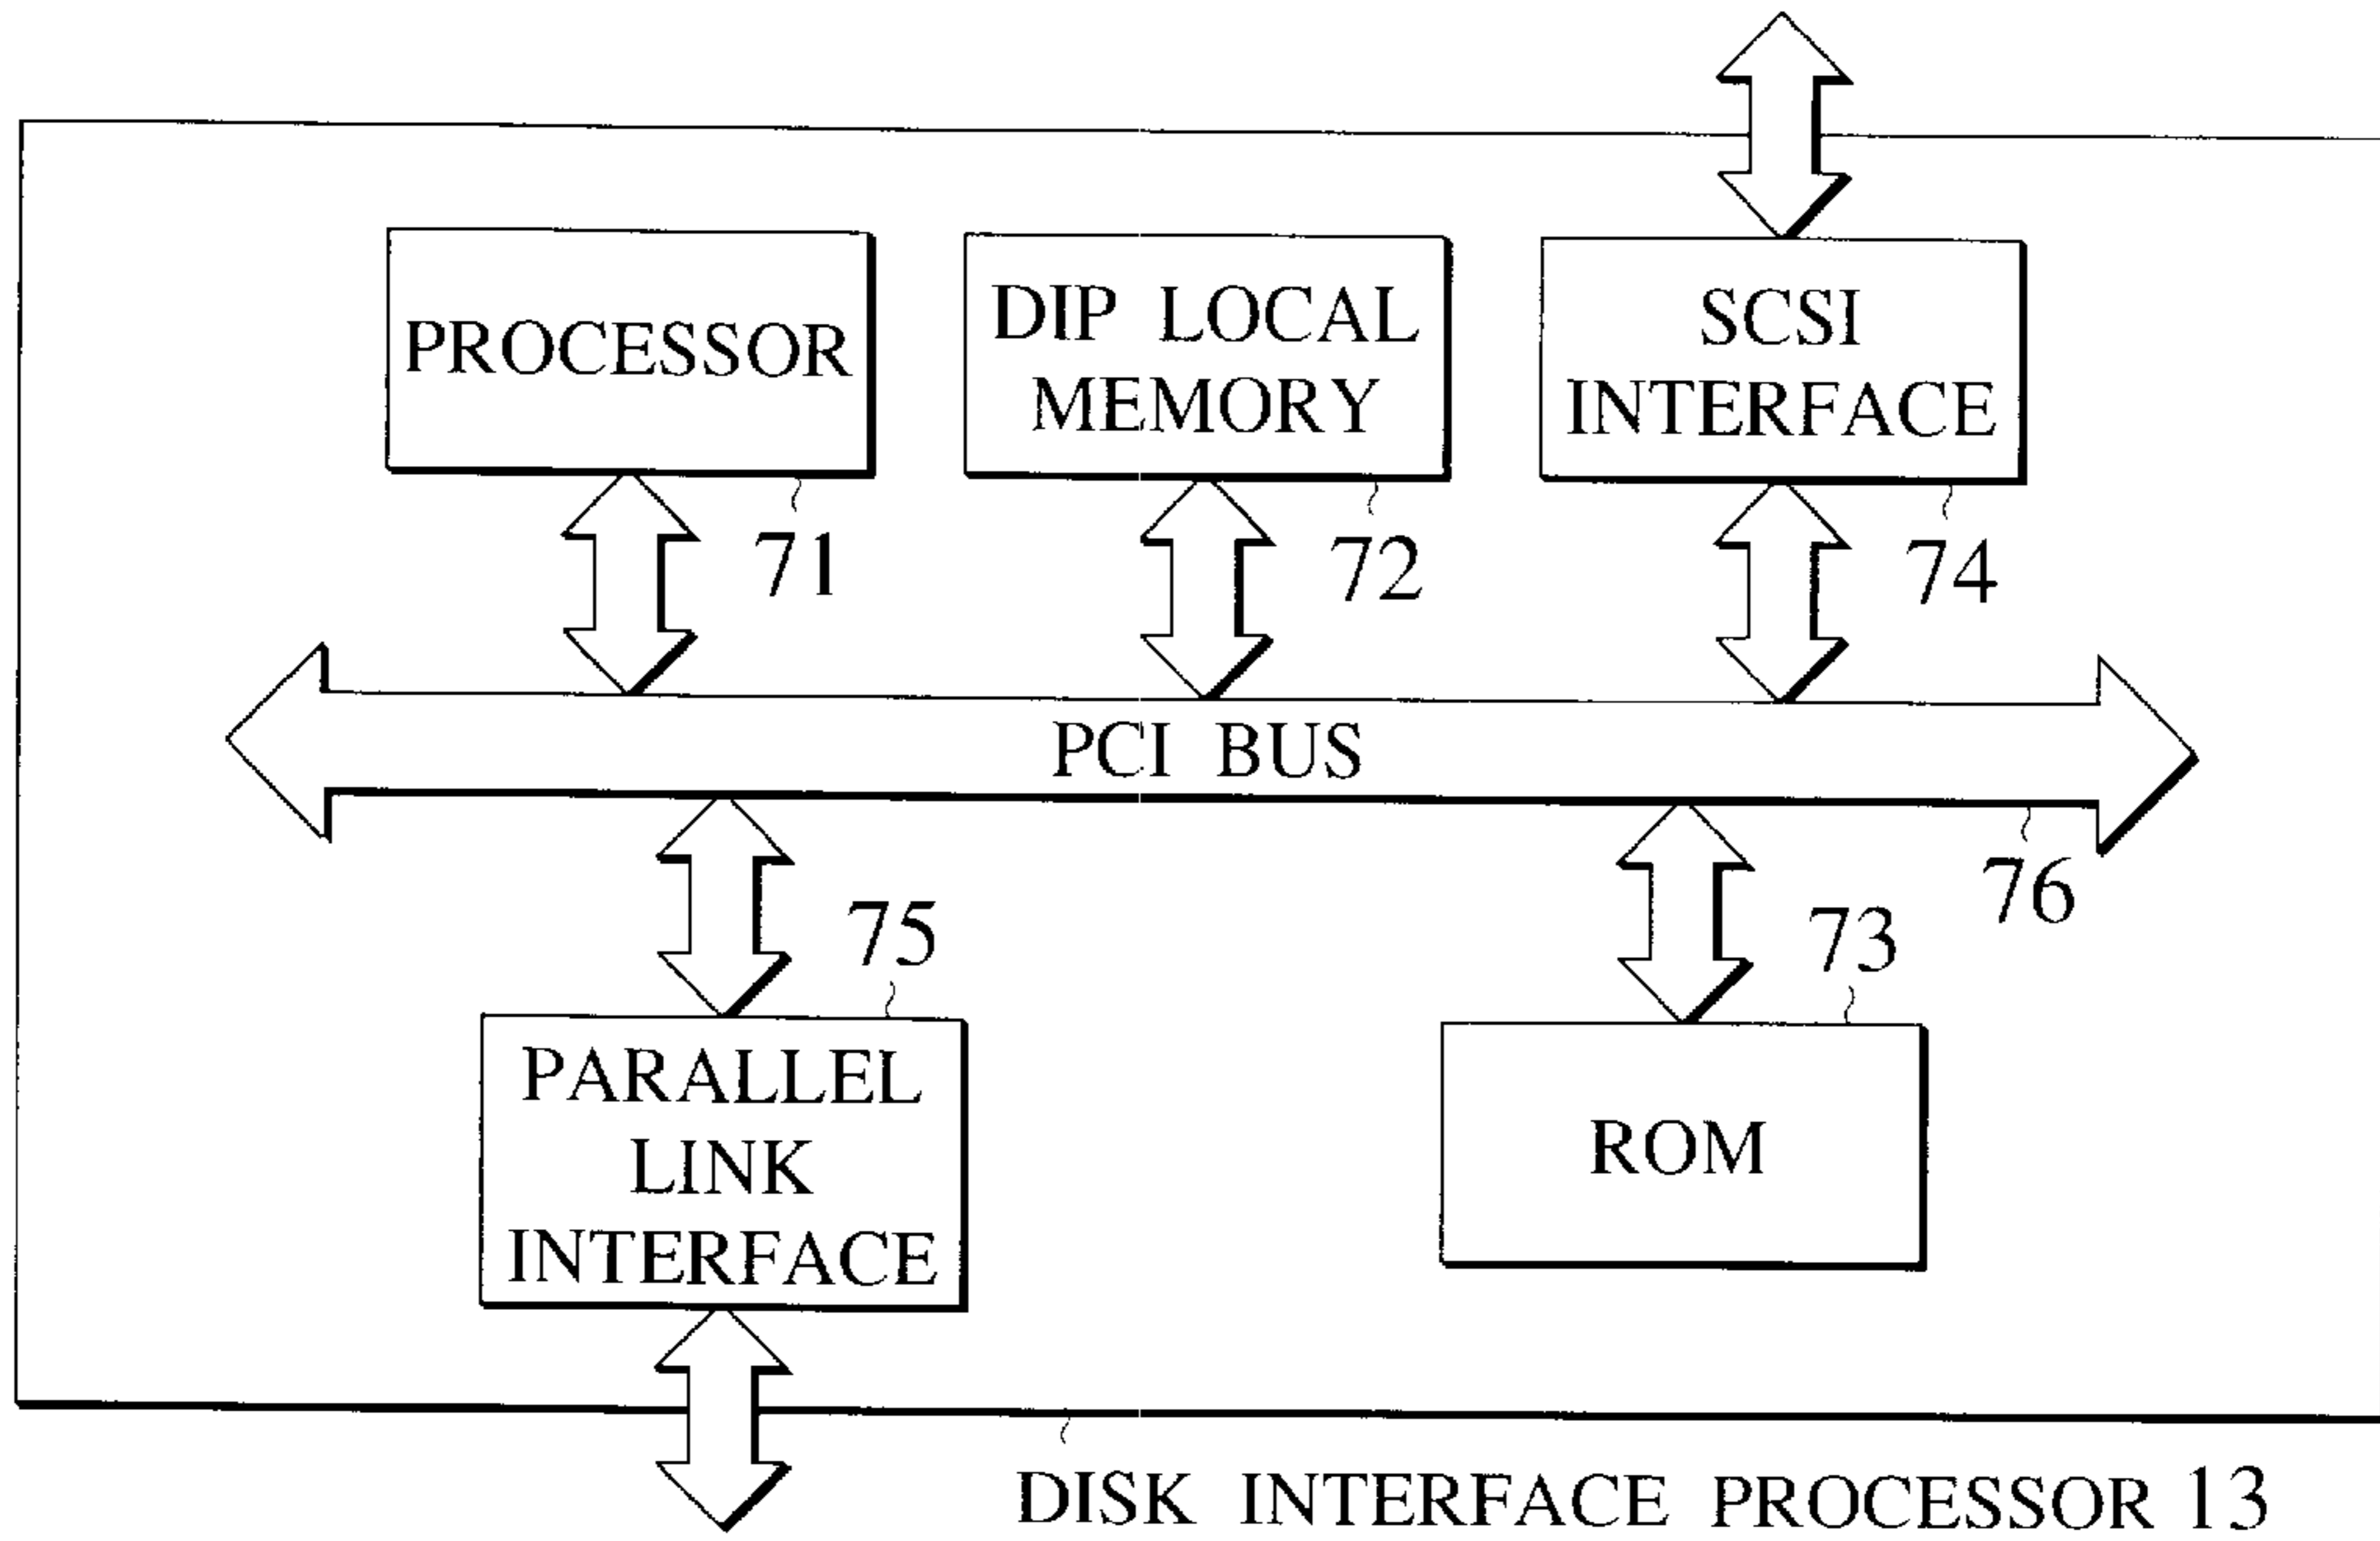 PROCESSOR
DIP LOCAL
MEMORY
SCSI
INTERFACE
71
72
74
PCI BUS
76
75
73
PARALLEL
LINK
INTERFACE
ROM
DISK INTERFACE PROCESSOR 13